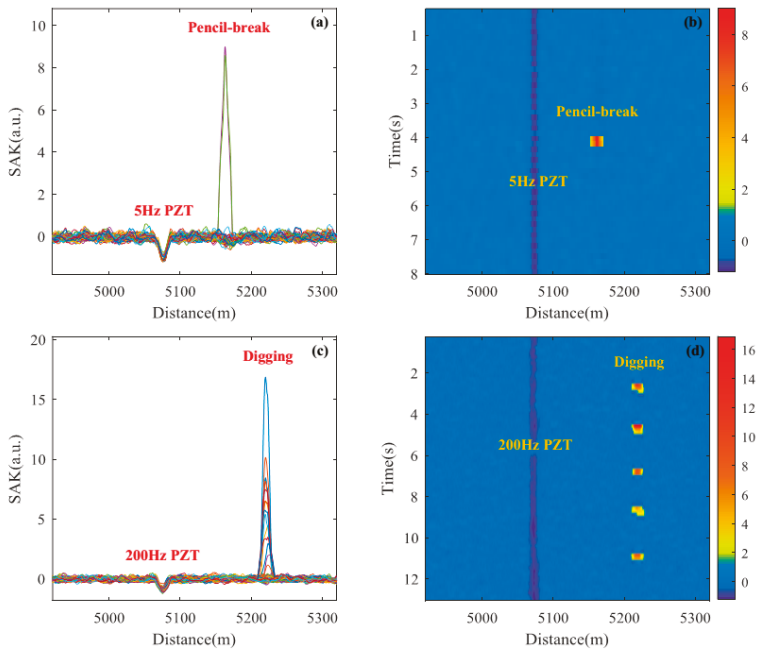 (a)
Pencil-break
5Hz PZT
SAK(a.u.)
10
8
6
4
2
0
5000 5100 5200 5300
Distance(m)
(b)
Pencil-break
5Hz PZT
Time(s)
1
2
3
4
5
6
7
8
5000 5100 5200 5300
Distance(m)
8
6
4
2
0
(c)
Digging
200Hz PZT
SAK(a.u.)
20
15
10
5
0
5000 5100 5200 5300
Distance(m)
(d)
Digging
200Hz PZT
Time(s)
2
4
6
8
10
12
5000 5100 5200 5300
Distance(m)
16
14
12
10
8
6
4
2
0